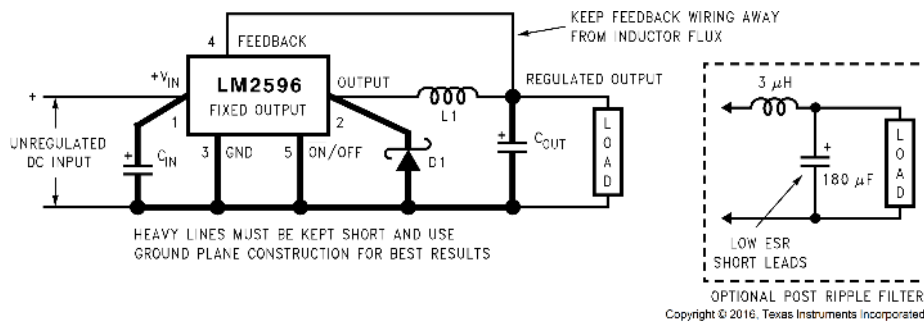 KEEP FEEDBACK WIRING AWAY
FROM INDUCTOR FLUX
4 FEEDBACK
+VIN
LM2596
FIXED OUTPUT
OUTPUT
REGULATED OUTPUT
L1
1
2
+
UNREGULATED
DC INPUT
+
CIN
3 GND
5 ON/OFF
D1
+
COUT
LOAD
HEAVY LINES MUST BE KEPT SHORT AND USE
GROUND PLANE CONSTRUCTION FOR BEST RESULTS
3 μH
+
180 μF
LOAD
LOW ESR
SHORT LEADS
OPTIONAL POST RIPPLE FILTER
Copyright © 2016, Texas Instruments Incorporated